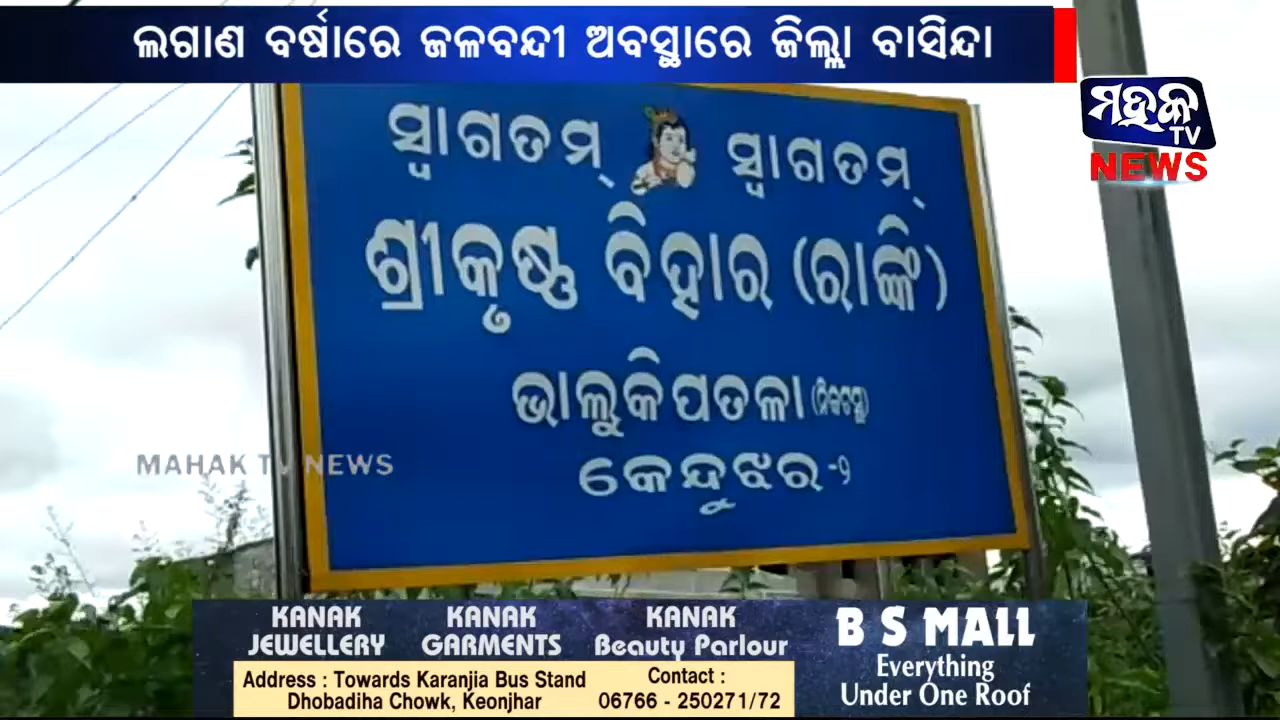 ଲଗାଣ ବର୍ଷାରେ ଜଳବନ୍ଦୀ ଅବସ୍ଥାରେ ଜିଲ୍ଲା ବାସିନ୍ଦା
ମହକ
TV
NEWS
ସ୍ୱାଗତମ୍ ସ୍ୱାଗତମ୍
ଶ୍ରୀକୃଷ୍ଣ ବିହାର (ରାଙ୍କି)
ଭାଲୁକିପତଳା (ନିକଟସ୍ଥ)
କେନ୍ଦୁଝର -୨
MAHAK TV NEWS
KANAK JEWELLERY
KANAK GARMENTS
KANAK Beauty Parlour
Address : Towards Karanjia Bus Stand
Dhobadiha Chowk, Keonjhar
Contact :
06766 - 250271/72
B S MALL
Everything
Under One Roof